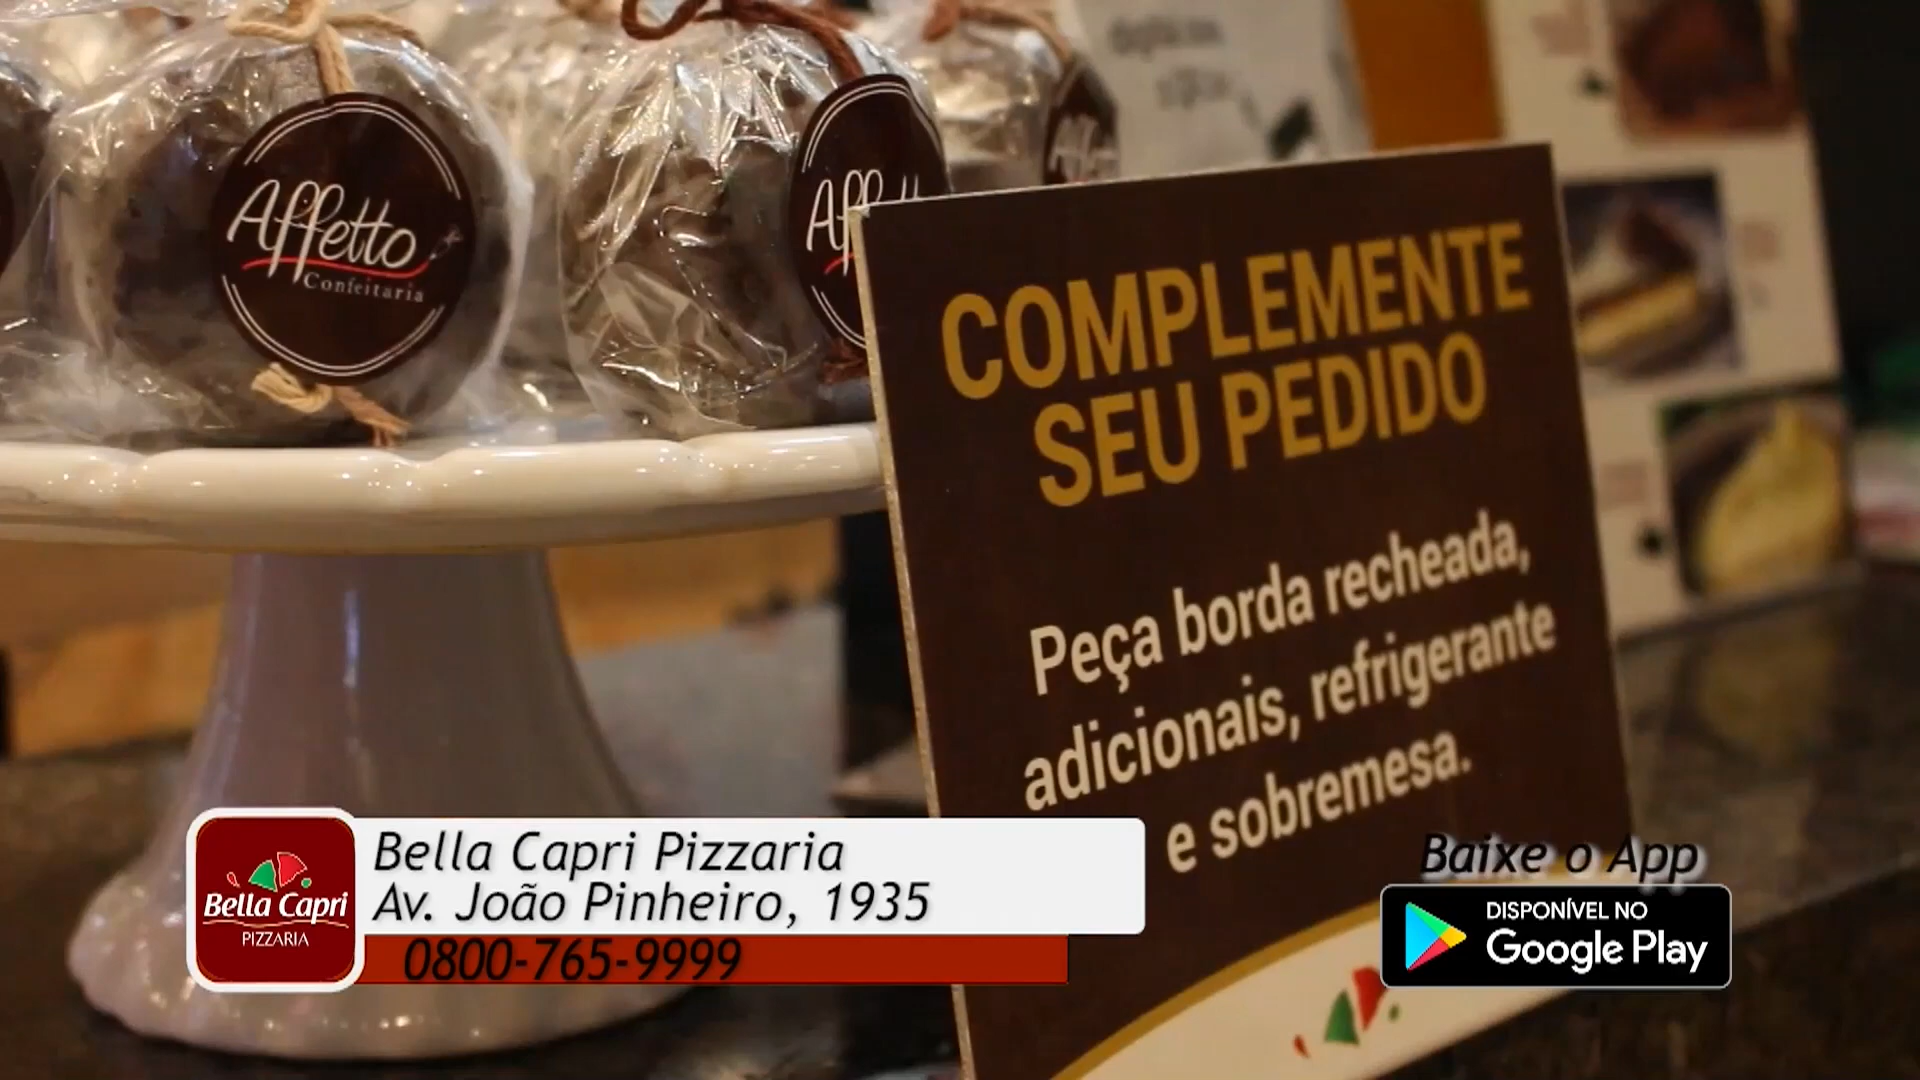 Affetto
Confeitaria
COMPLEMENTE
SEU PEDIDO
Peça borda recheada,
adicionais, refrigerante
e sobremesa.
Bella Capri
PIZZARIA
Bella Capri Pizzaria
Av. João Pinheiro, 1935
0800-765-9999
Baixe o App
DISPONÍVEL NO
Google Play